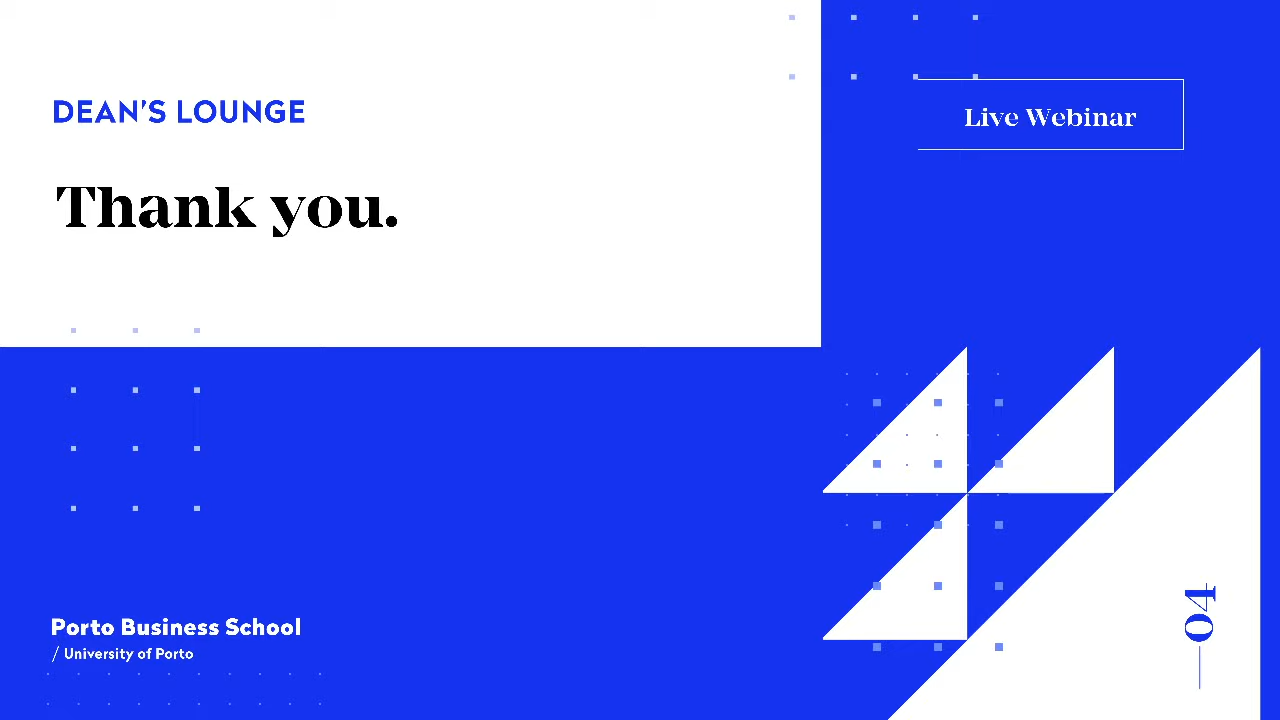 DEAN'S LOUNGE
Live Webinar
Thank you.
Porto Business School
/ University of Porto
04